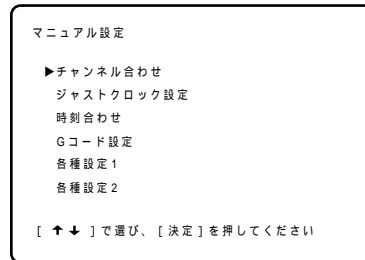 マニュアル設定
▶チャンネル合わせ
ジャストクロック設定
時刻合わせ
Gコード設定
各種設定1
各種設定2
[ ↑↓ ]で選び、[決定]を押してください